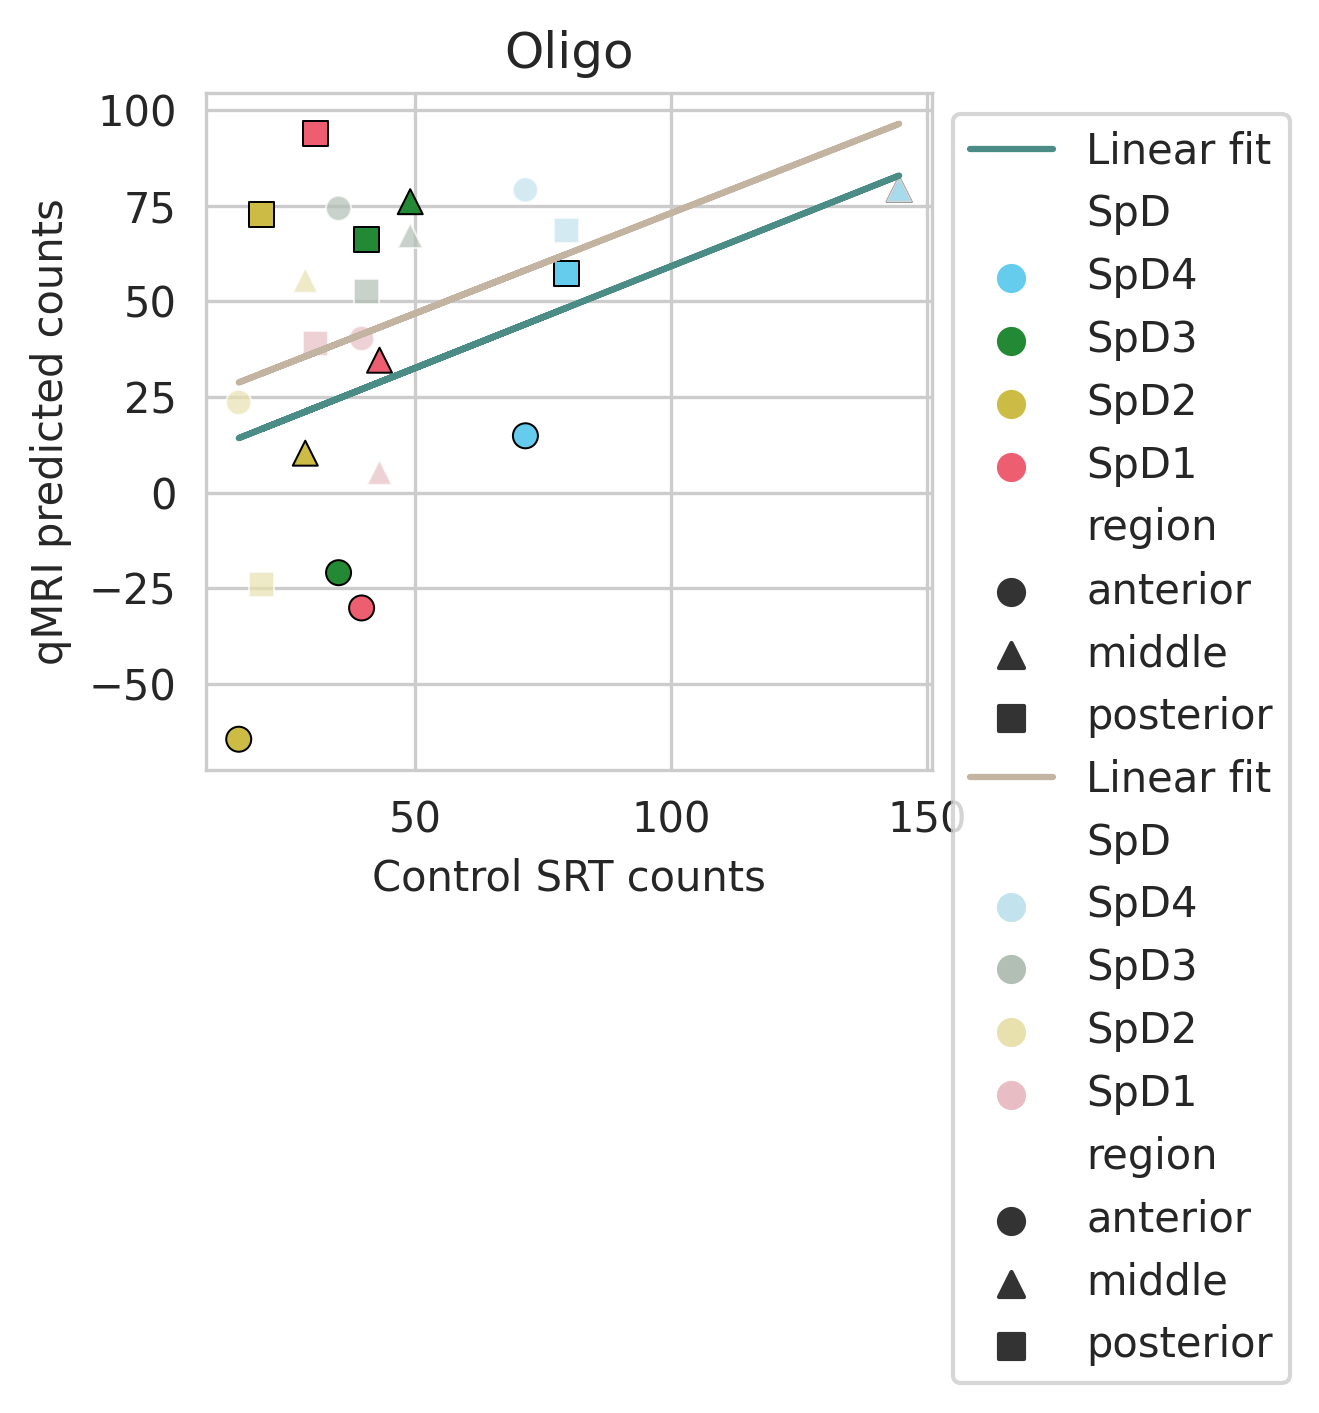 Oligo
100
75
50
25
0
−25
−50
qMRI predicted counts
50
100
150
Control SRT counts
Linear fit
SpD
SpD4
SpD3
SpD2
SpD1
region
anterior
middle
posterior
Linear fit
SpD
SpD4
SpD3
SpD2
SpD1
region
anterior
middle
posterior